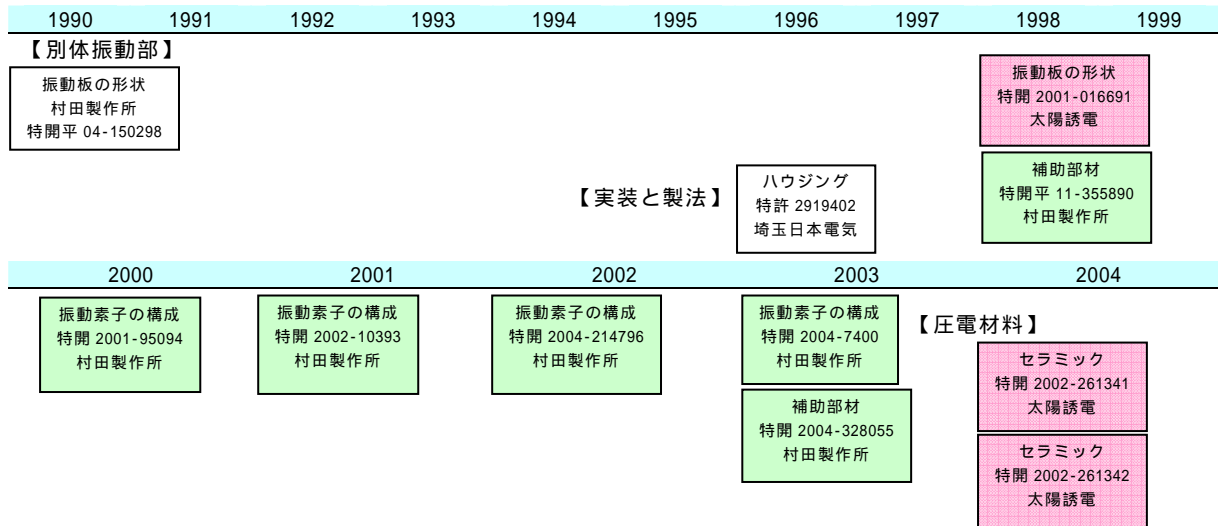 1990 1991 1992 1993 1994 1995 1996 1997 1998 1999
【別体振動部】
振動板の形状
村田製作所
特開平 04-150298
【実装と製法】
ハウジング
特許 2919402
埼玉日本電気
振動板の形状
特開 2001-016691
太陽誘電
補助部材
特開平 11-355890
村田製作所
2000 2001 2002 2003 2004
振動素子の構成
特開 2001-95094
村田製作所
振動素子の構成
特開 2002-10393
村田製作所
振動素子の構成
特開 2004-214796
村田製作所
振動素子の構成
特開 2004-7400
村田製作所
補助部材
特開 2004-328055
村田製作所
【圧電材料】
セラミック
特開 2002-261341
太陽誘電
セラミック
特開 2002-261342
太陽誘電